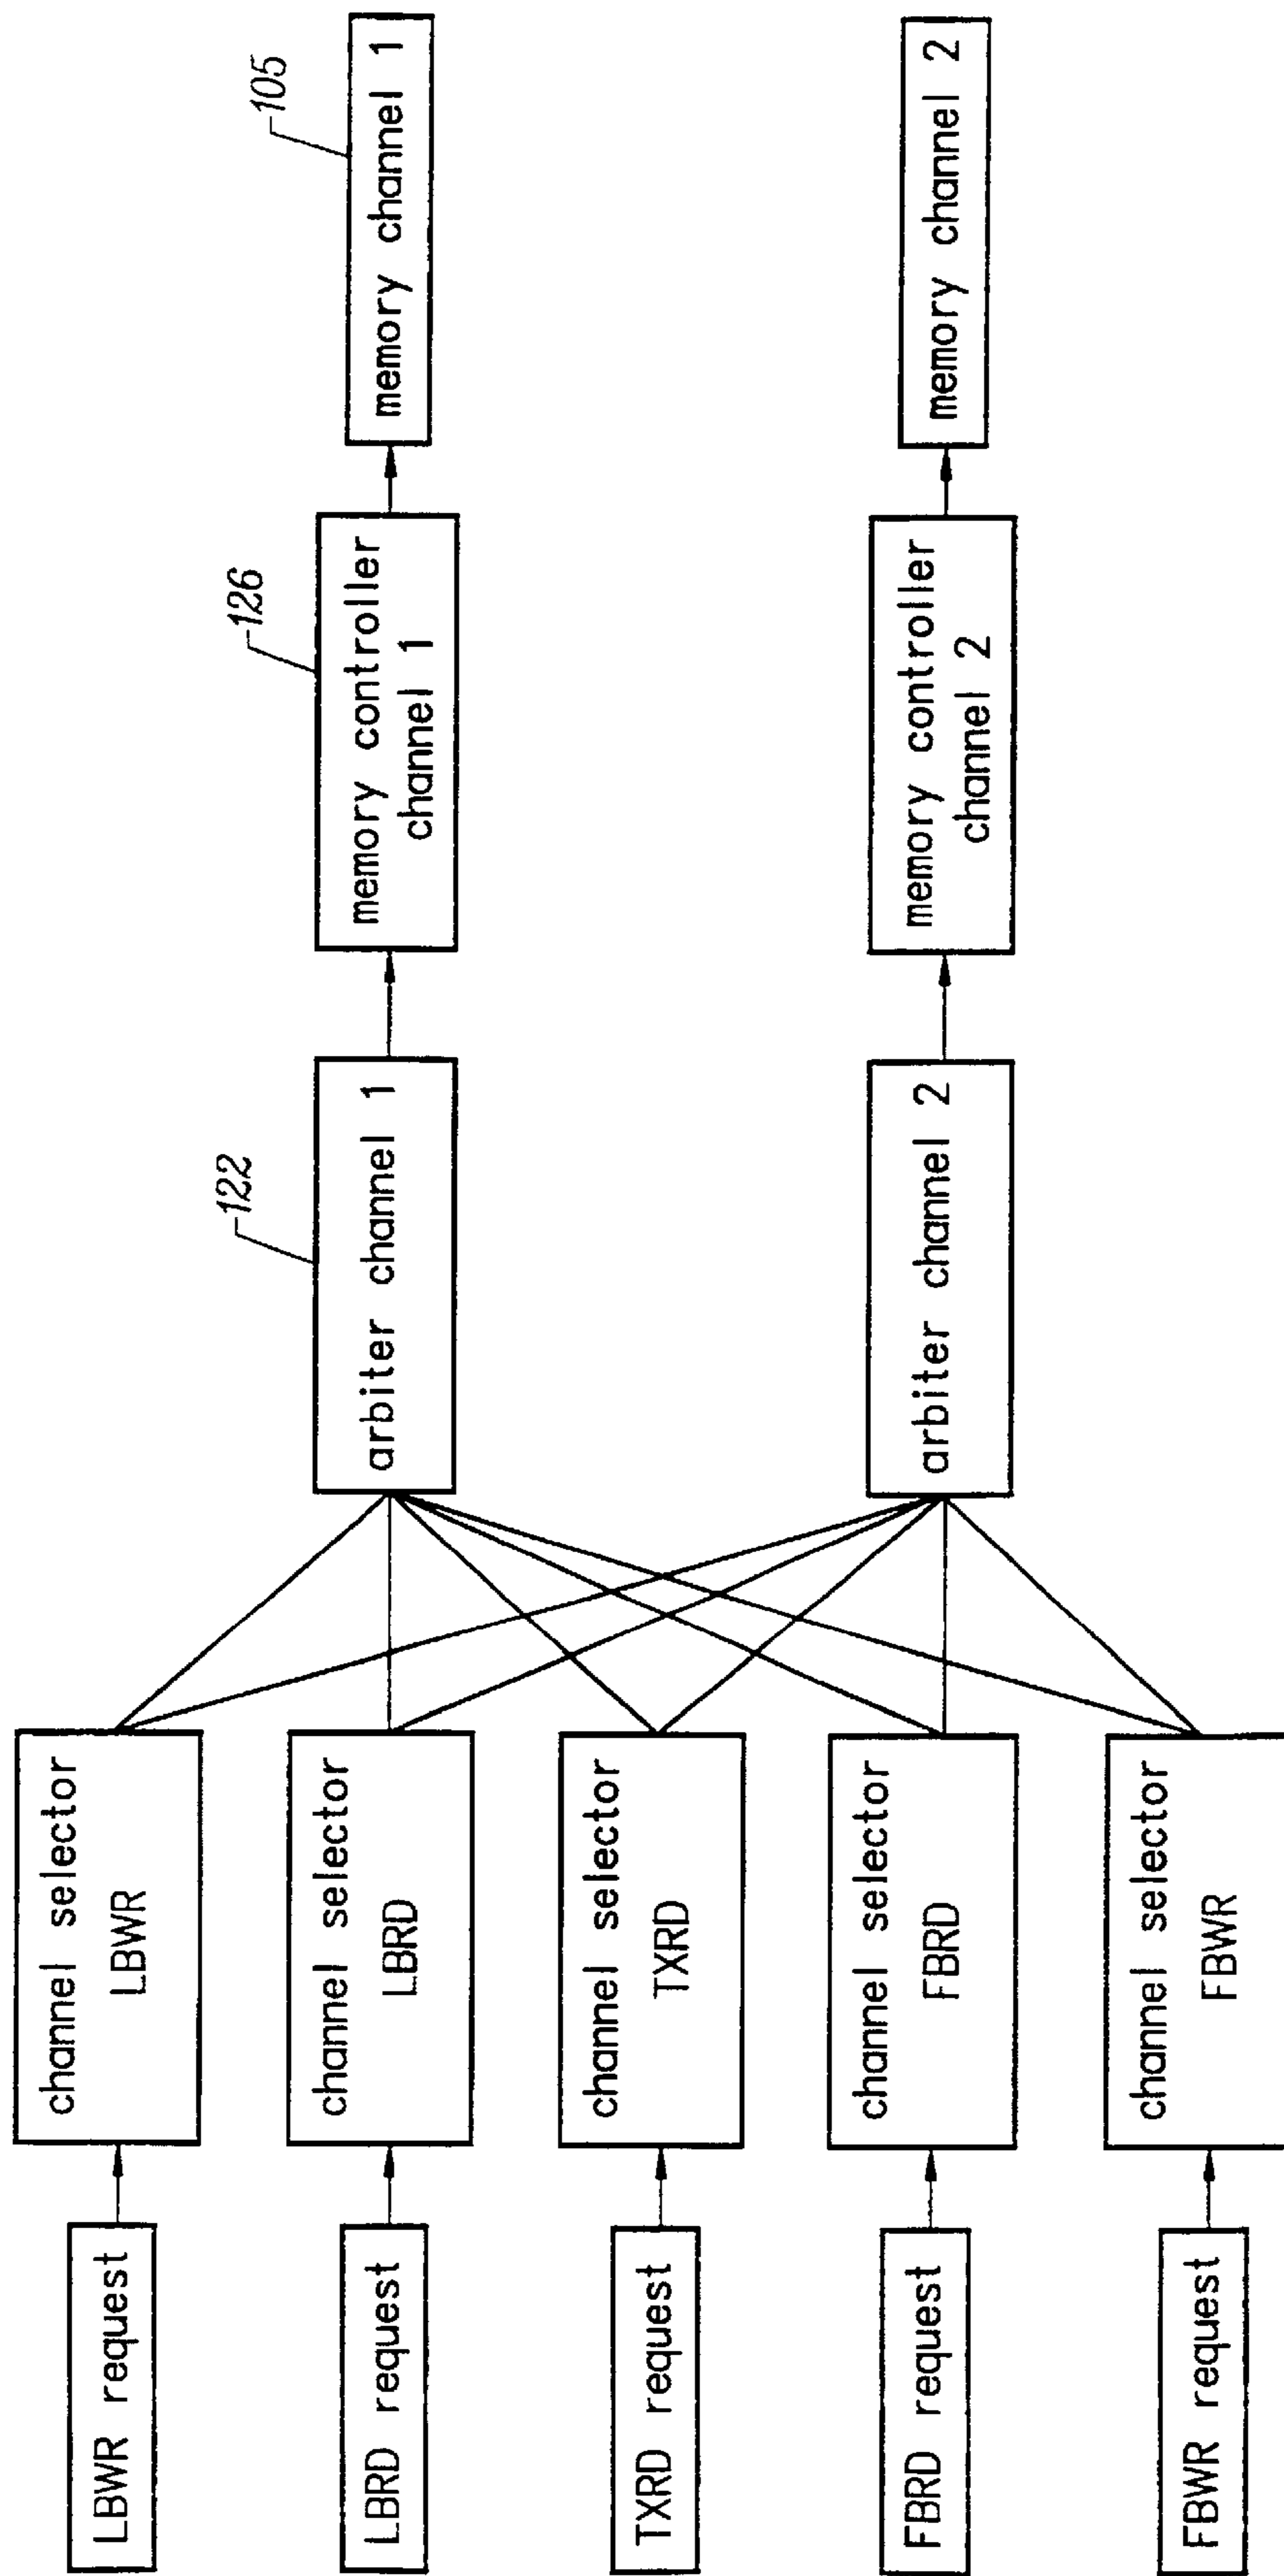 LBWR request
channel selector
LBWR
LBRD request
channel selector
LBRD
TXRD request
channel selector
TXRD
FBRD request
channel selector
FBRD
FBWR request
channel selector
FBWR
122
arbiter channel 1
126
memory controller
channel 1
105
memory channel 1
arbiter channel 2
memory controller
channel 2
memory channel 2